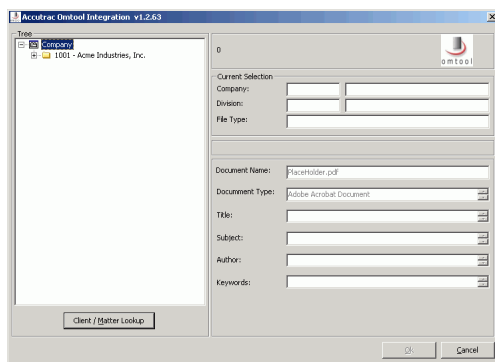 Accutrac Omtool Integration v1.2.63
Tree
Company
1001 - Acme Industries, Inc.
Client / Matter Lookup
0
omtool
Current Selection
Company:
Division:
File Type:
Document Name:
PlaceHolder.pdf
Documment Type:
Adobe Acrobat Document
Title:
Subject:
Author:
Keywords:
Ok
Cancel